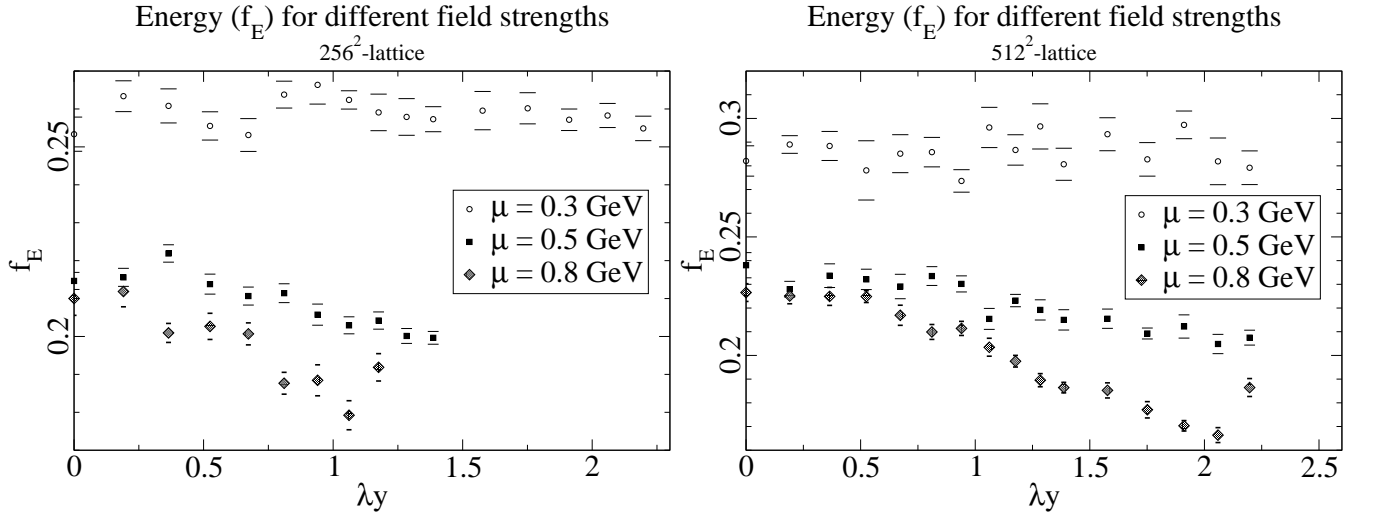 Energy (f_E) for different field strengths
256²-lattice
f_E
0.25
0.2
μ = 0.3 GeV
μ = 0.5 GeV
μ = 0.8 GeV
0 0.5 1 1.5 2
λy
Energy (f_E) for different field strengths
512²-lattice
f_E
0.3
0.25
0.2
μ = 0.3 GeV
μ = 0.5 GeV
μ = 0.8 GeV
0 0.5 1 1.5 2 2.5
λy